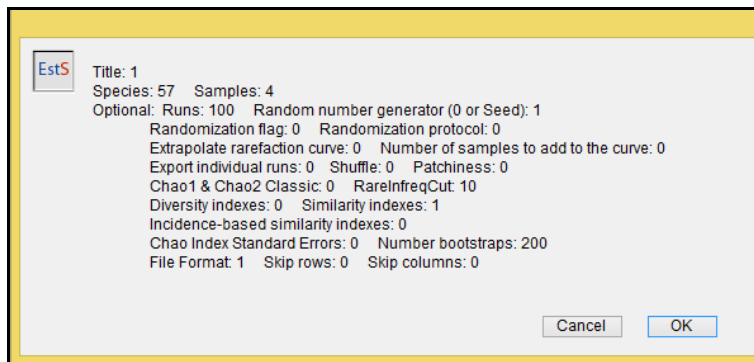 EstS
Title: 1
Species: 57 Samples: 4
Optional: Runs: 100 Random number generator (0 or Seed): 1
Randomization flag: 0 Randomization protocol: 0
Extrapolate rarefaction curve: 0 Number of samples to add to the curve: 0
Export individual runs: 0 Shuffle: 0 Patchiness: 0
Chao1 & Chao2 Classic: 0 RareInfreqCut: 10
Diversity indexes: 0 Similarity indexes: 1
Incidence-based similarity indexes: 0
Chao Index Standard Errors: 0 Number bootstraps: 200
File Format: 1 Skip rows: 0 Skip columns: 0
Cancel OK